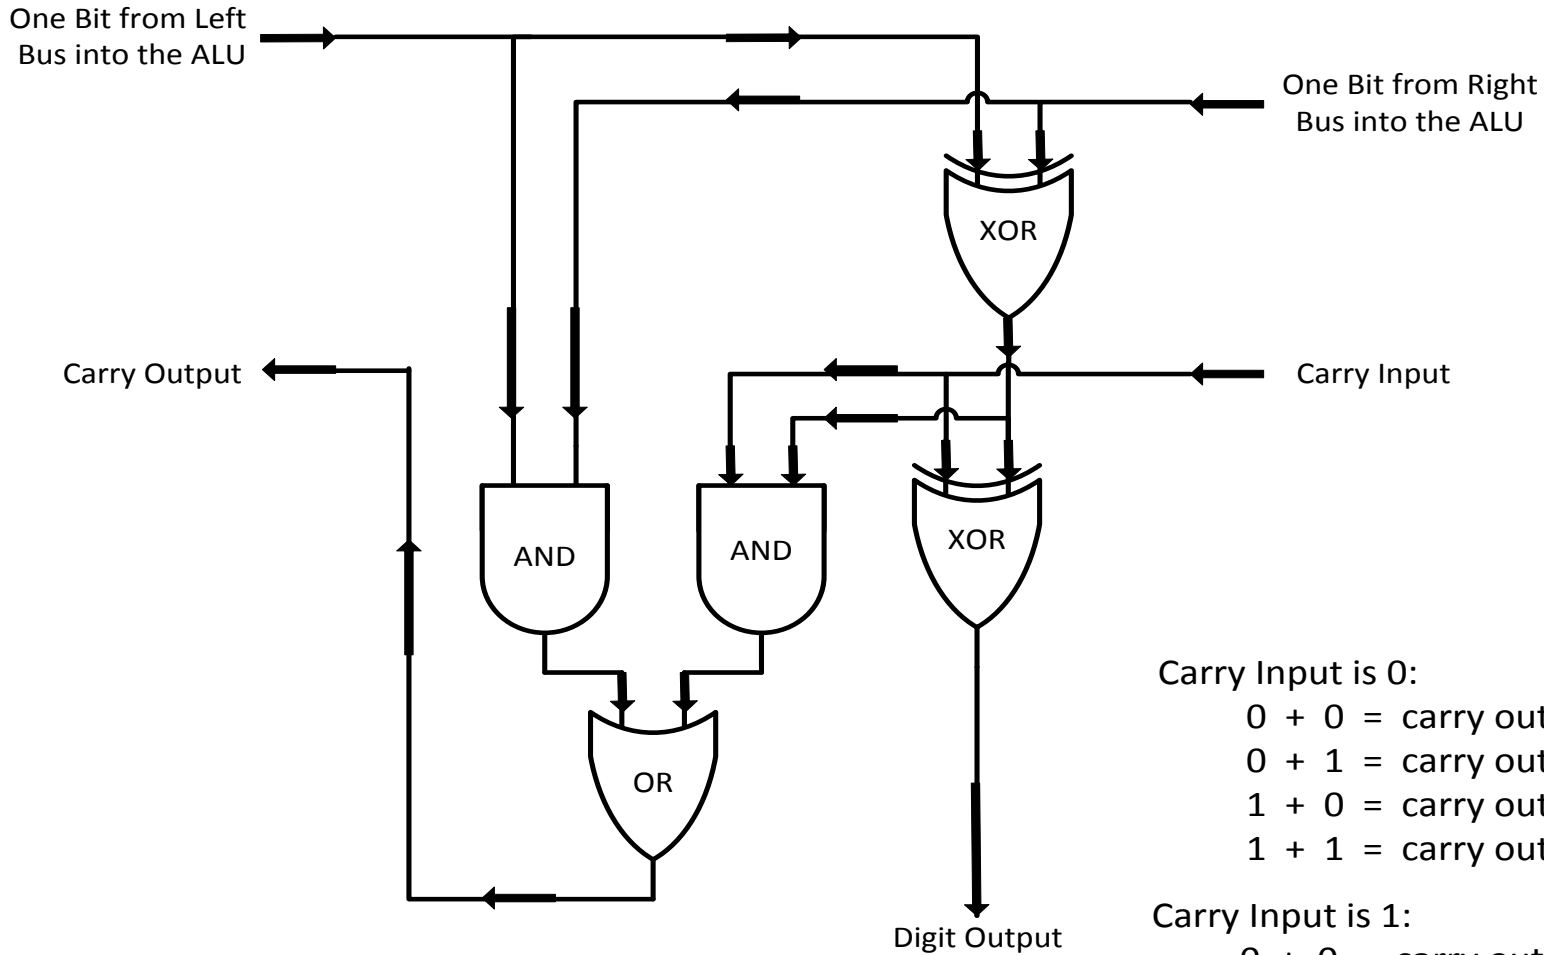 One Bit from Left
Bus into the ALU
One Bit from Right
Bus into the ALU
XOR
Carry Output
Carry Input
AND
AND
XOR
OR
Digit Output
Carry Input is 0:
0 + 0 = carry out
0 + 1 = carry out
1 + 0 = carry out
1 + 1 = carry out
Carry Input is 1: